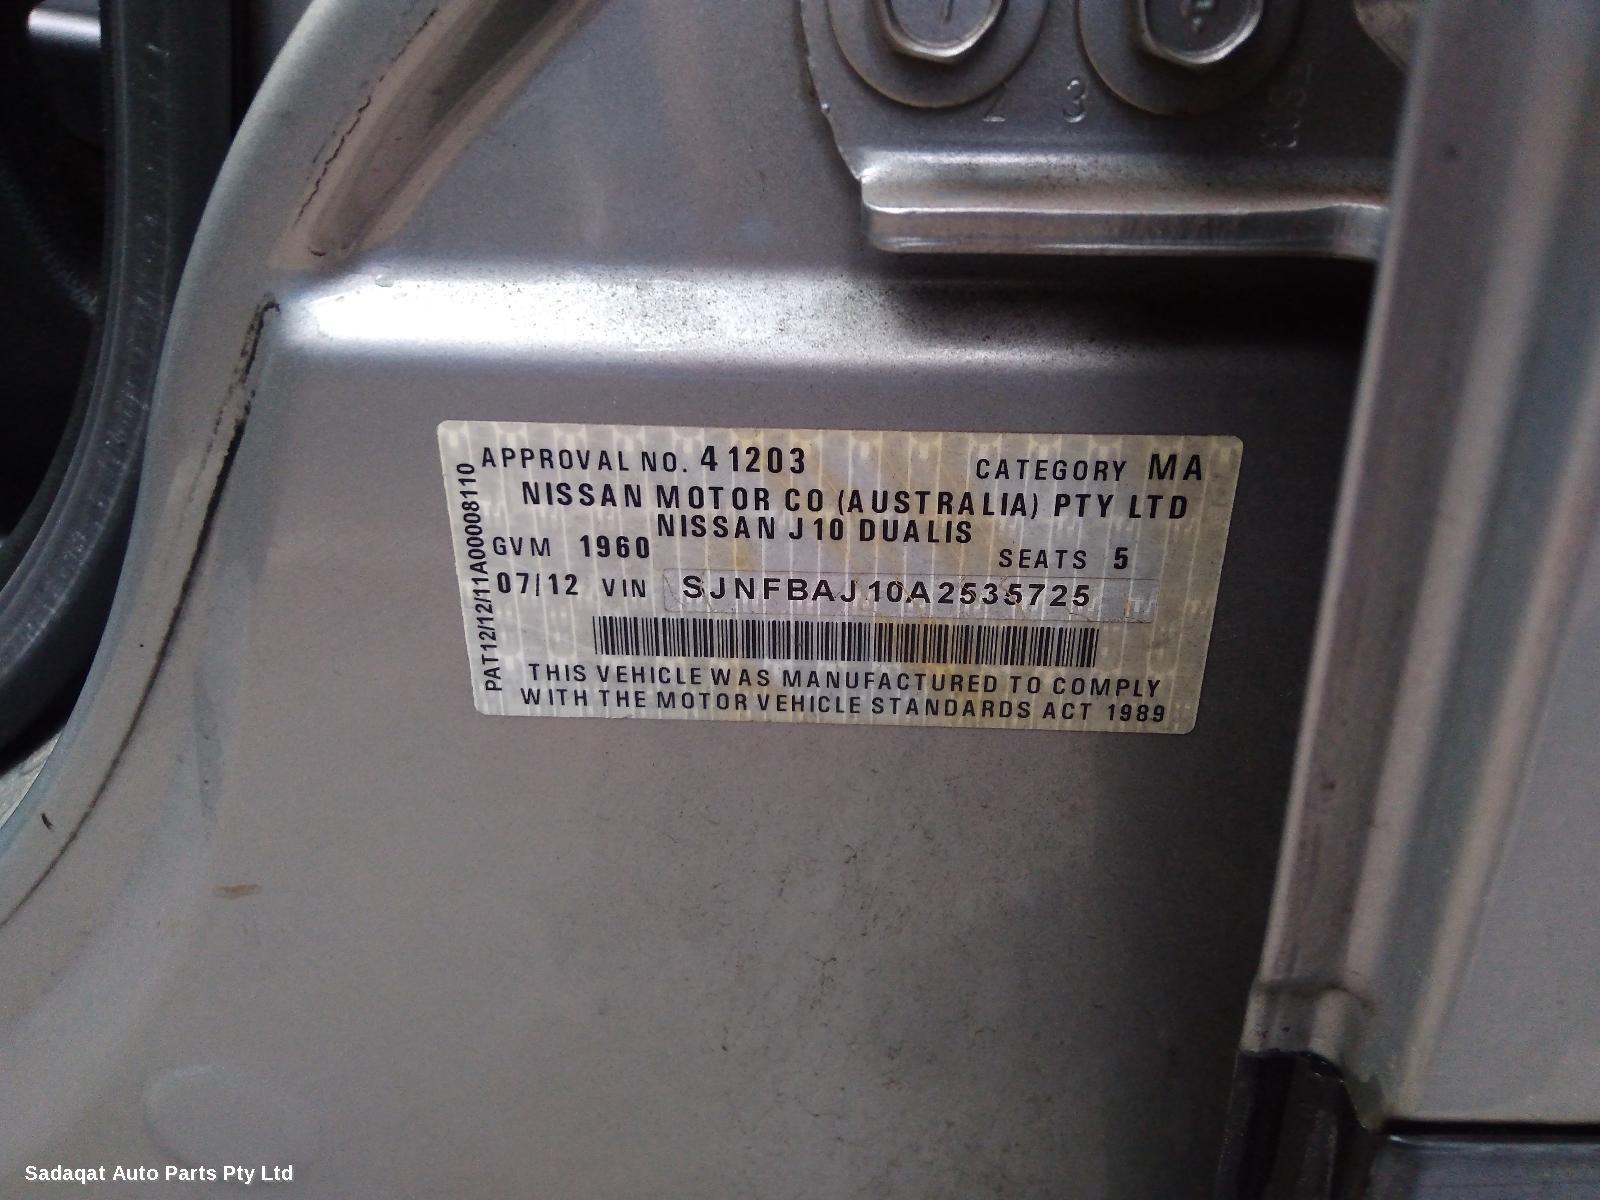 2 3
APPROVAL NO. 41203 CATEGORY MA
NISSAN MOTOR CO (AUSTRALIA) PTY LTD
NISSAN J10 DUALIS
GVM 1960 SEATS 5
07/12 VIN SJNFBAJ10A2535725
THIS VEHICLE WAS MANUFACTURED TO COMPLY
WITH THE MOTOR VEHICLE STANDARDS ACT 1989
PAT12/12/11A00008110
Sadaqat Auto Parts Pty Ltd